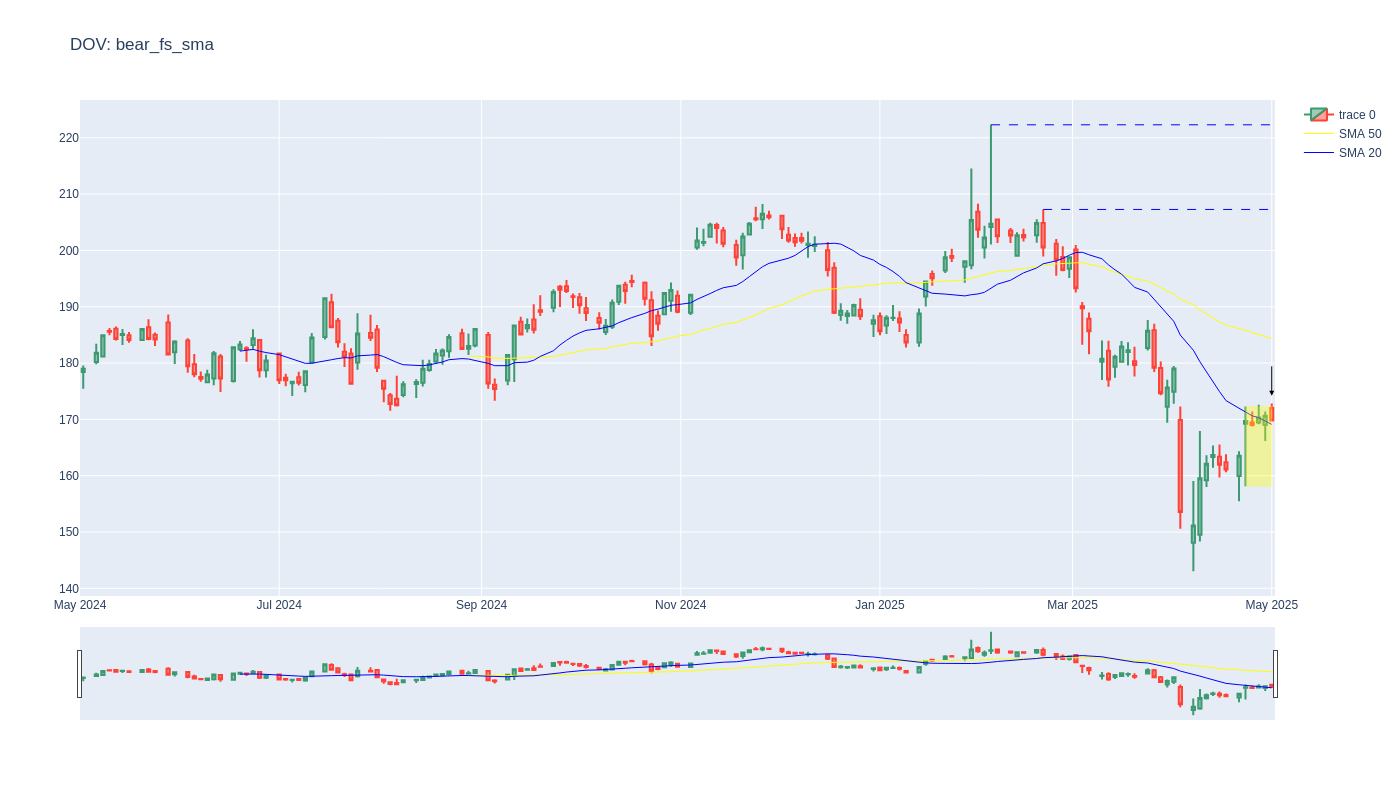 DOV: bear_fs_sma
trace 0
SMA 50
SMA 20
220
210
200
190
180
170
160
150
140
May 2024
Jul 2024
Sep 2024
Nov 2024
Jan 2025
Mar 2025
May 2025